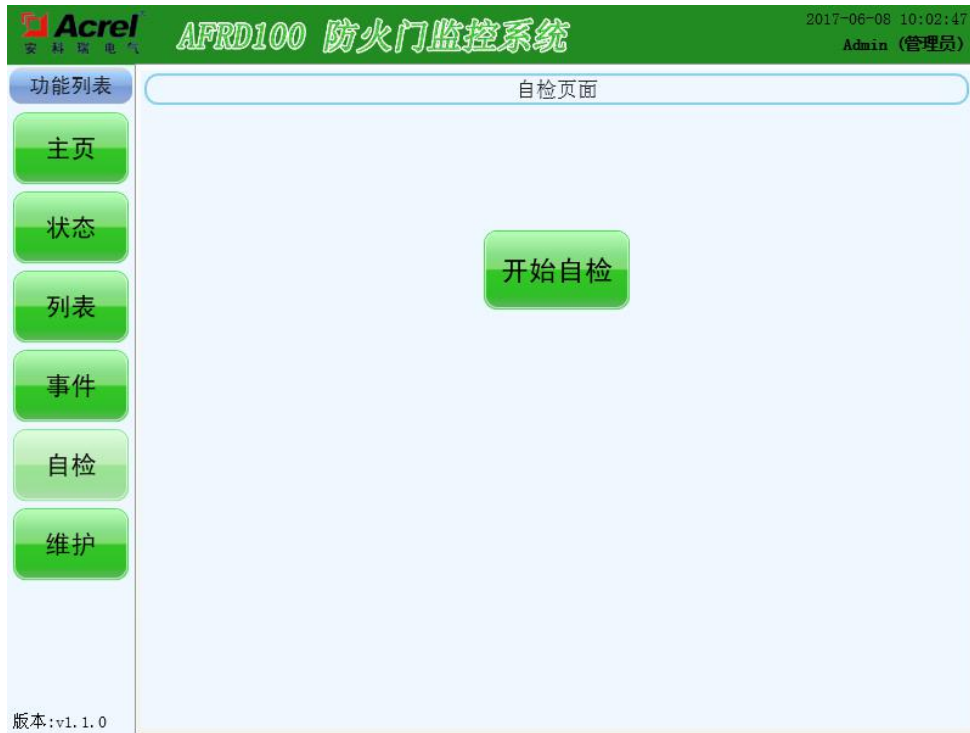 Acrel
安科瑞电气
AFRD100 防火门监控系统
2017-06-08 10:02:47
Admin (管理员)
功能列表
自检页面
主页
状态
列表
事件
自检
维护
开始自检
版本:v1.1.0